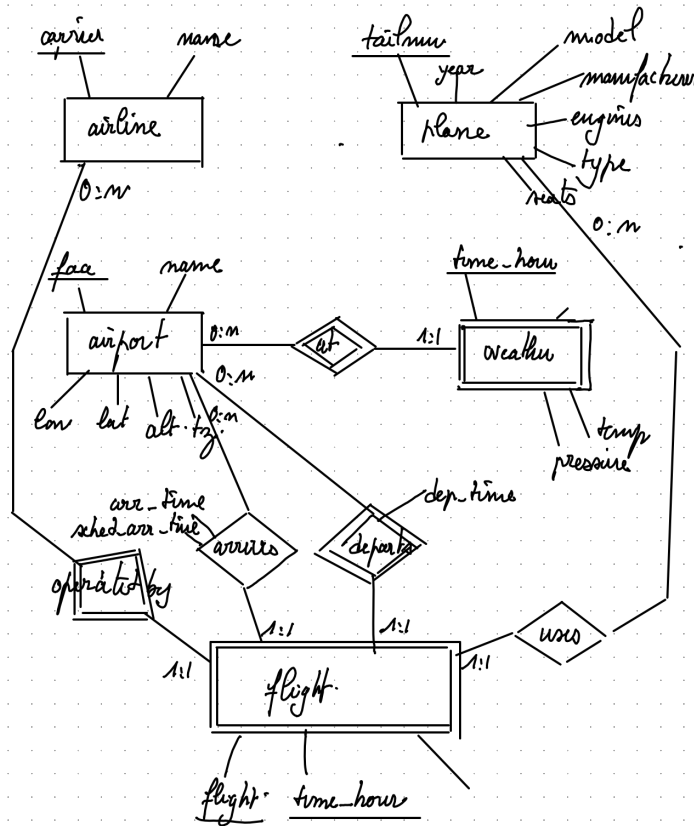 carrier
name
airline
0:n
tailnum
year
model
manufacturer
engines
type
seats
plane
0:n
faa
name
airport
lon
lat
alt.
tz.
0:n
0:n
0:n
at
1:1
time_hour
weather
temp
pressure
arr_time
sched_arr_time
arrives
dep_time
departs
operated by
uses
1:1
1:1
1:1
1:1
flight.
flight.
time_hour